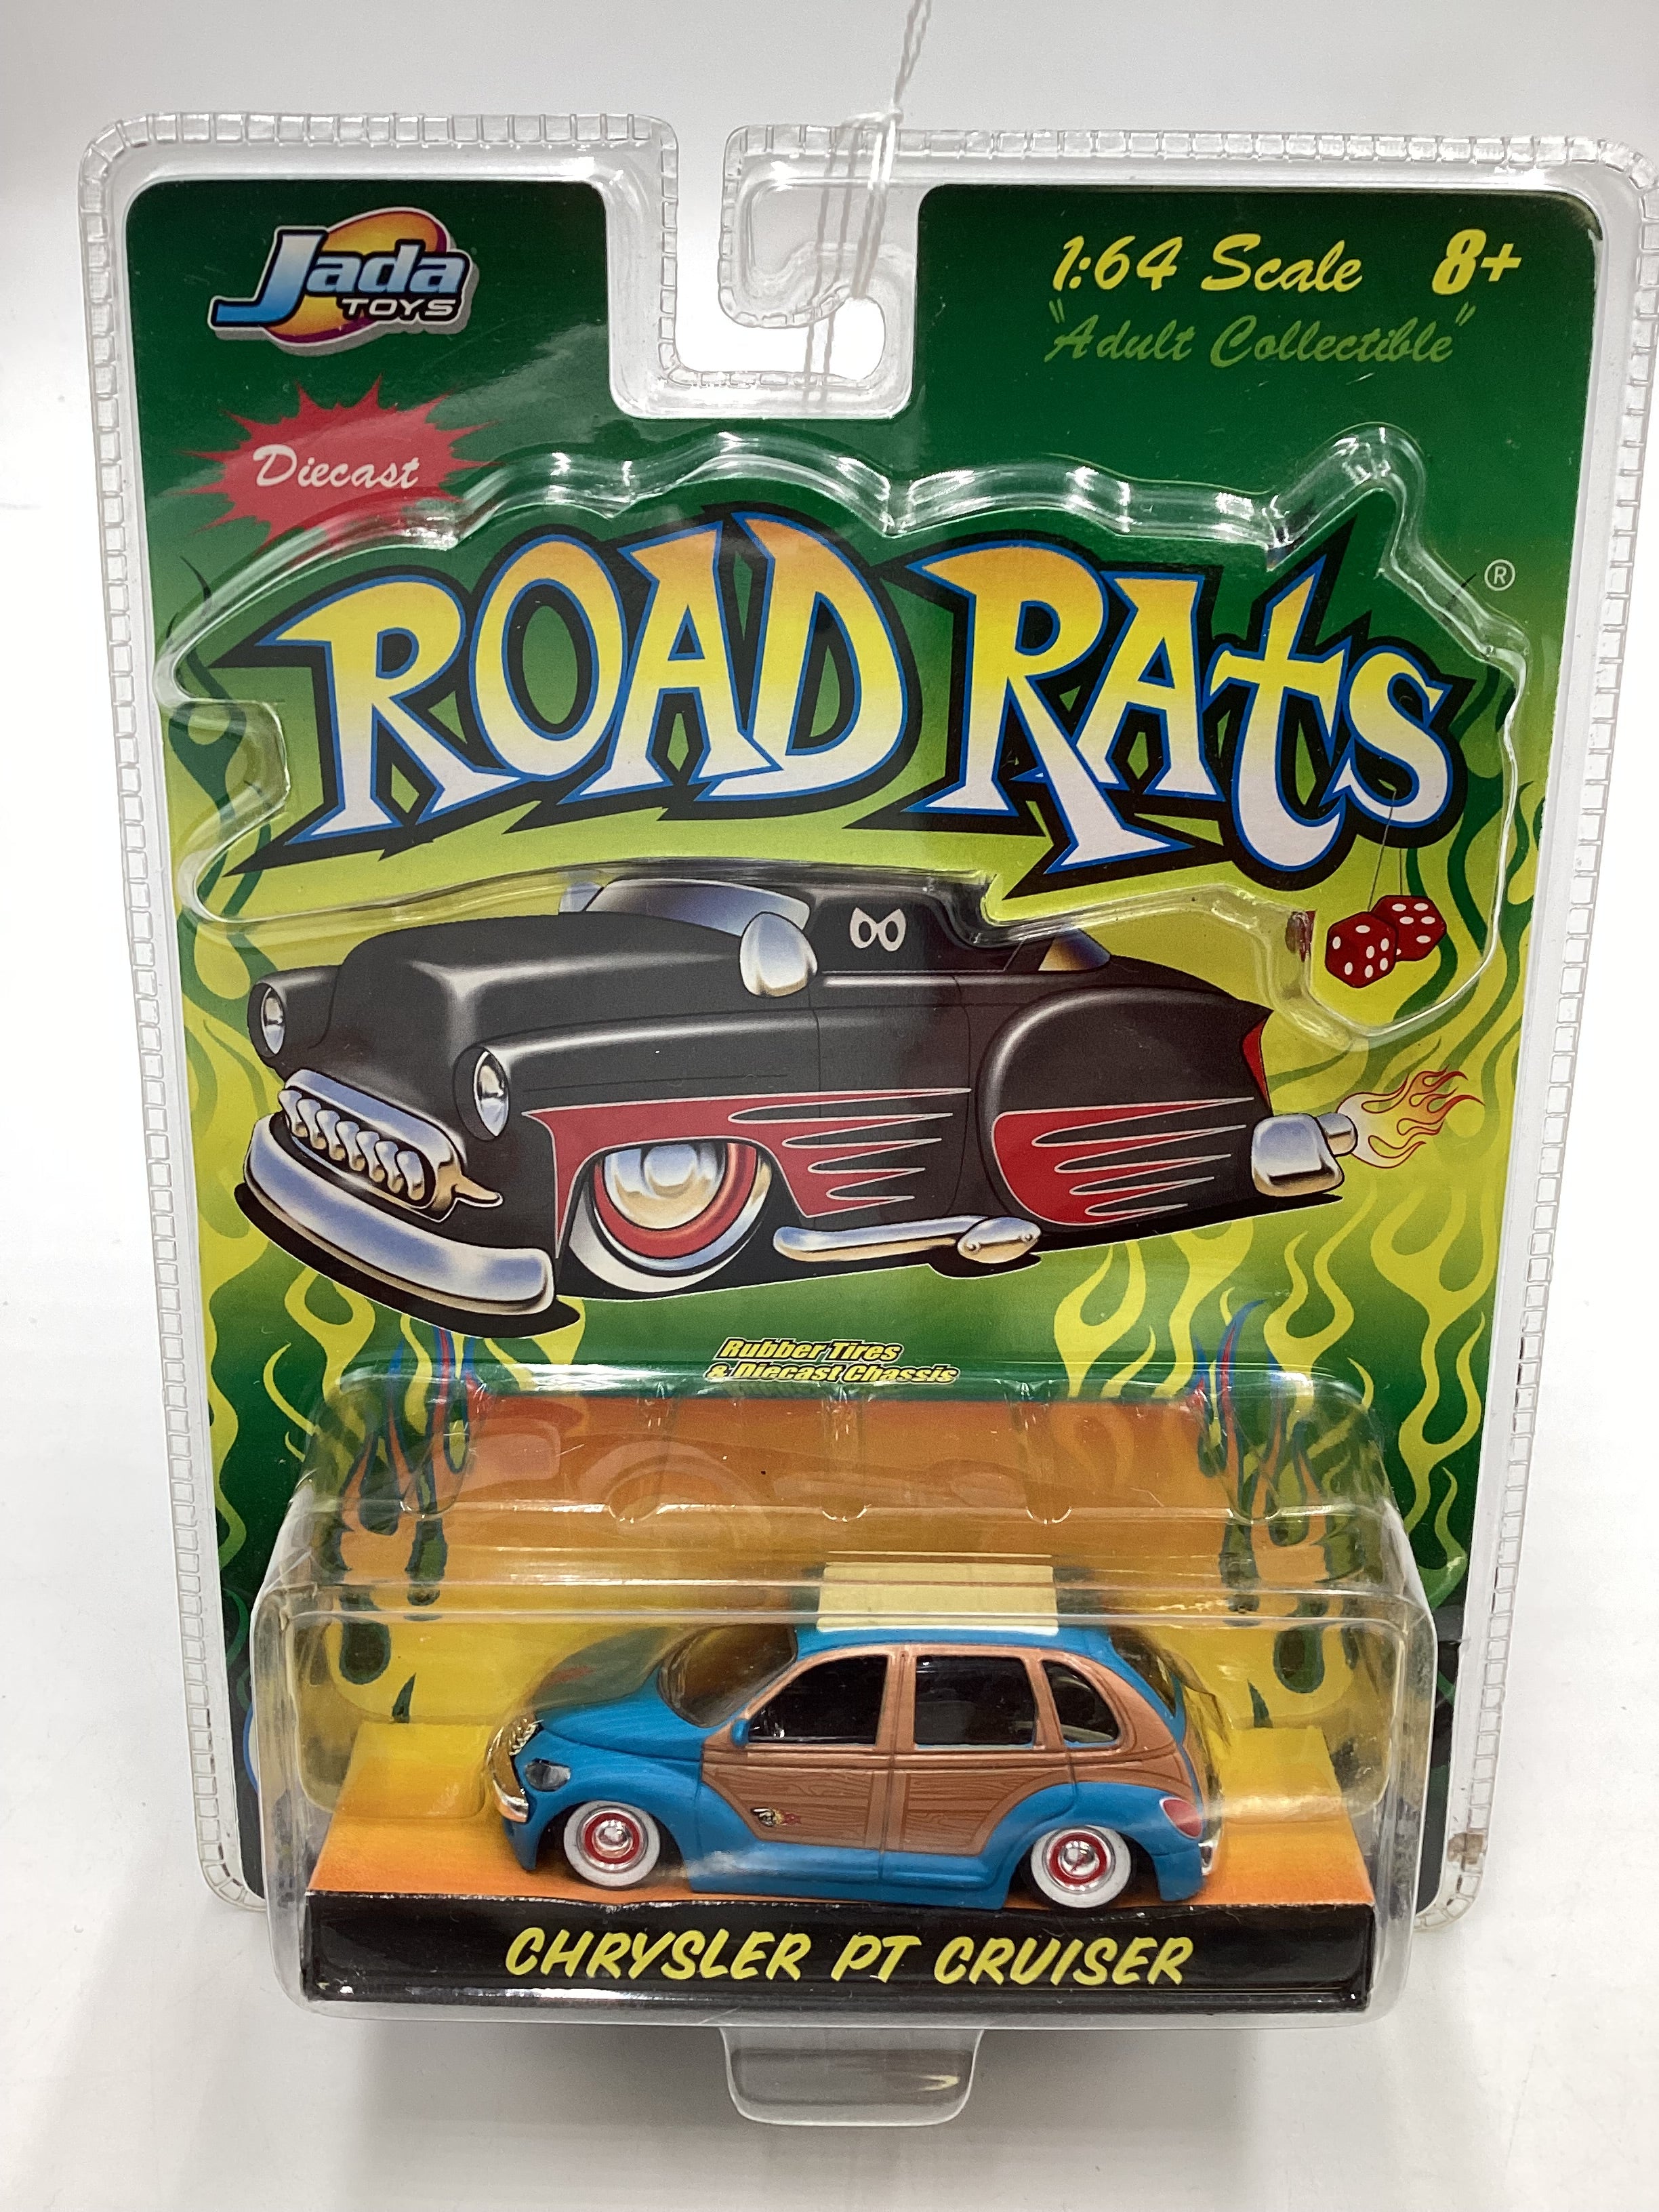 Jada
TOYS
1:64 Scale 8+
"Adult Collectible"
Diecast
ROAD RAtS
®
Rubber Tires
& Diecast Chassis
CHRYSLER PT CRUISER